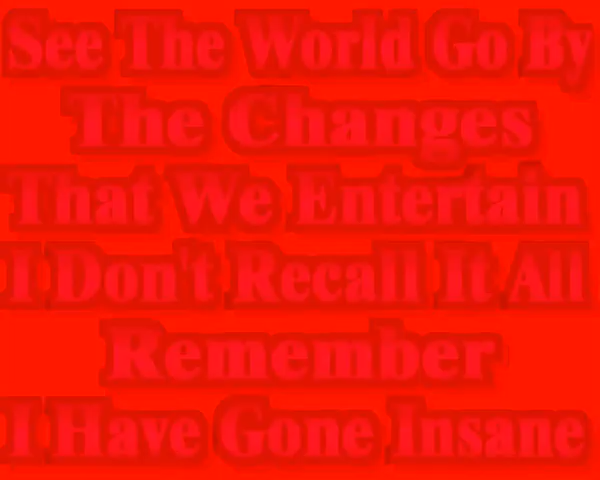 See The World Go By
The Changes
That We Entertain
I Don't Recall It All
Remember
I Have Gone Insane